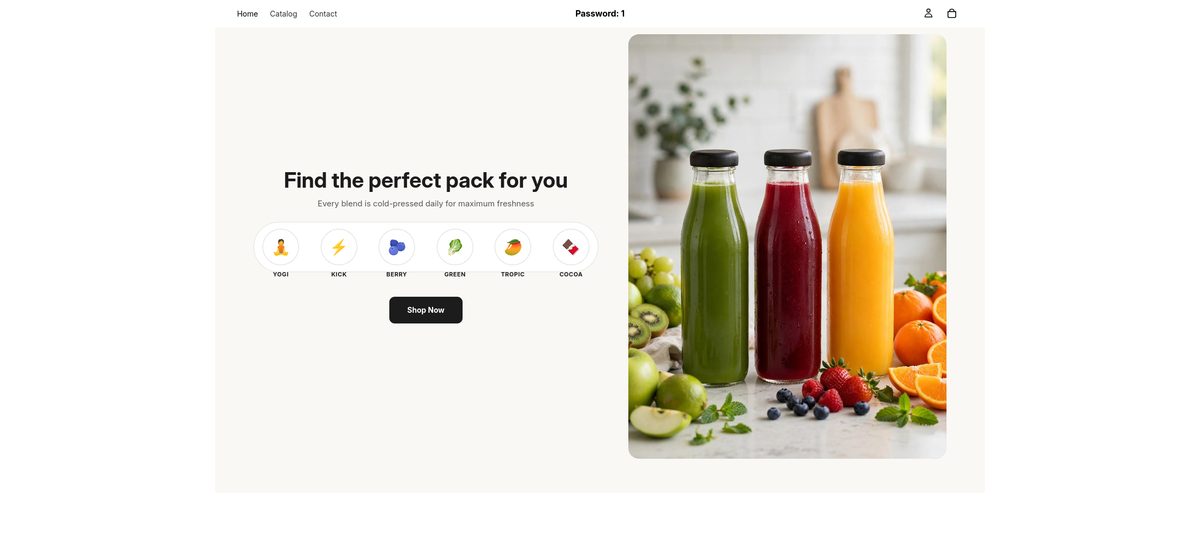 Home Catalog Contact
Password: 1
Find the perfect pack for you
Every blend is cold-pressed daily for maximum freshness
YOGI KICK BERRY GREEN TROPIC COCOA
Shop Now